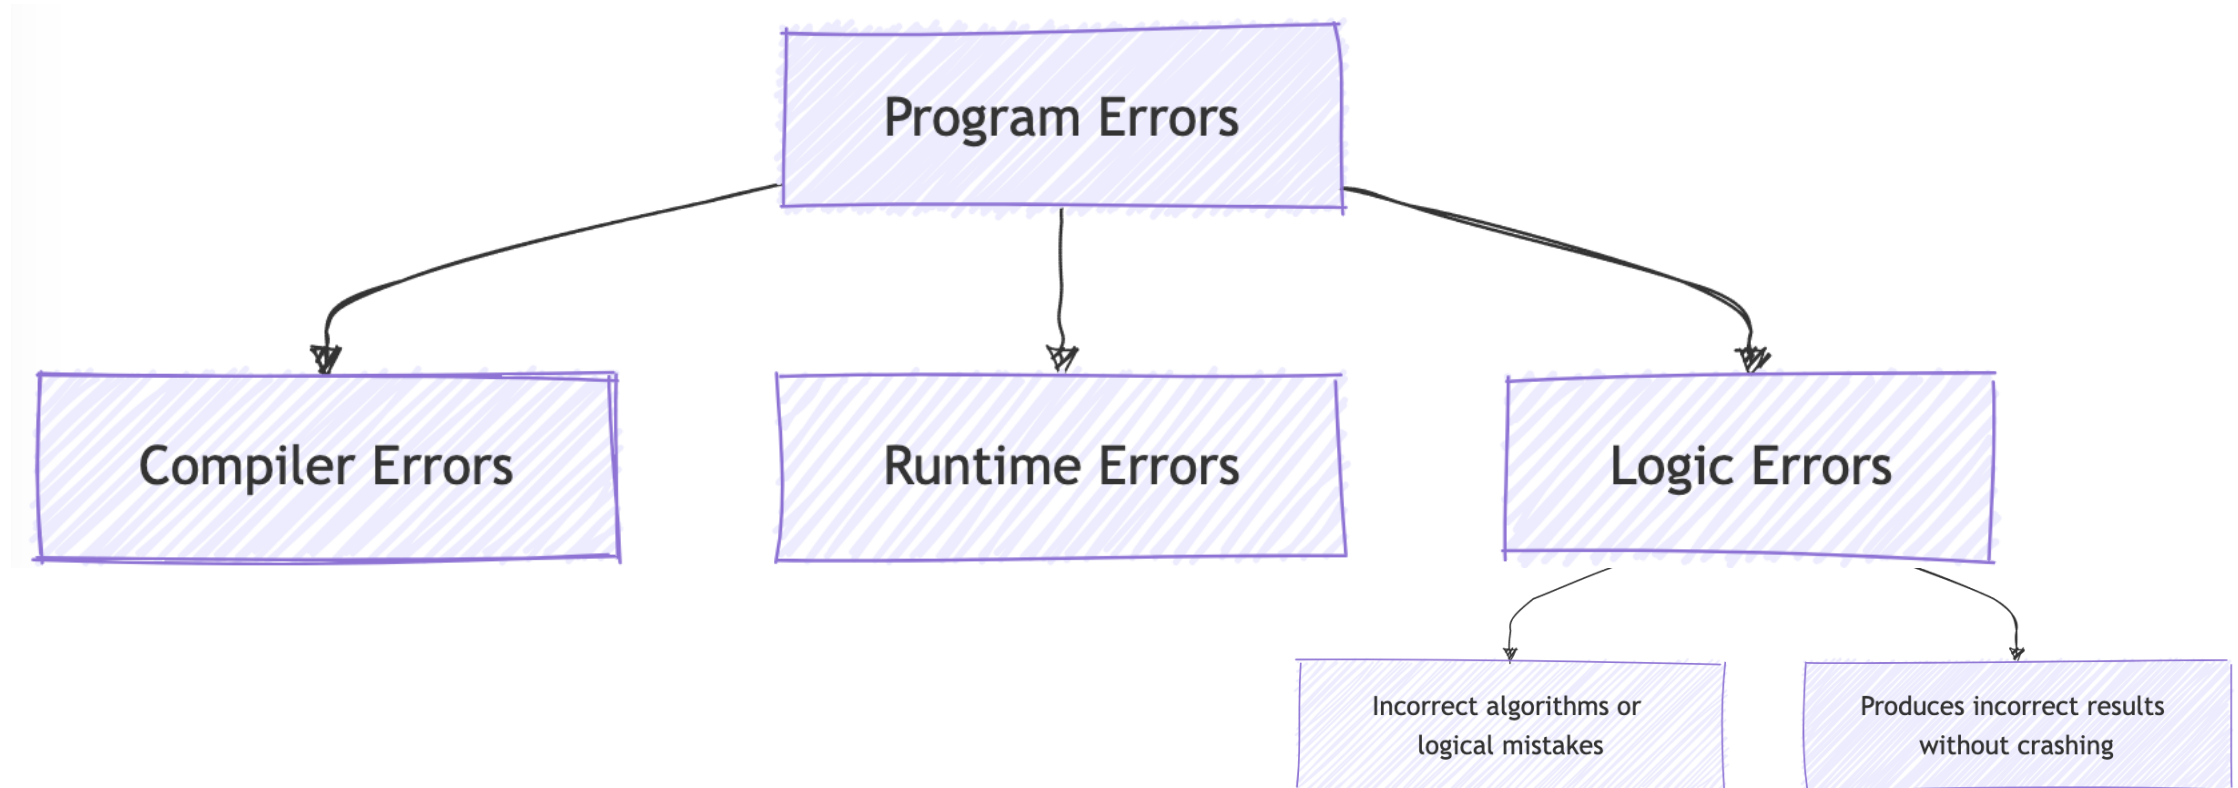 Program Errors
Compiler Errors
Runtime Errors
Logic Errors
Incorrect algorithms or
logical mistakes
Produces incorrect results
without crashing